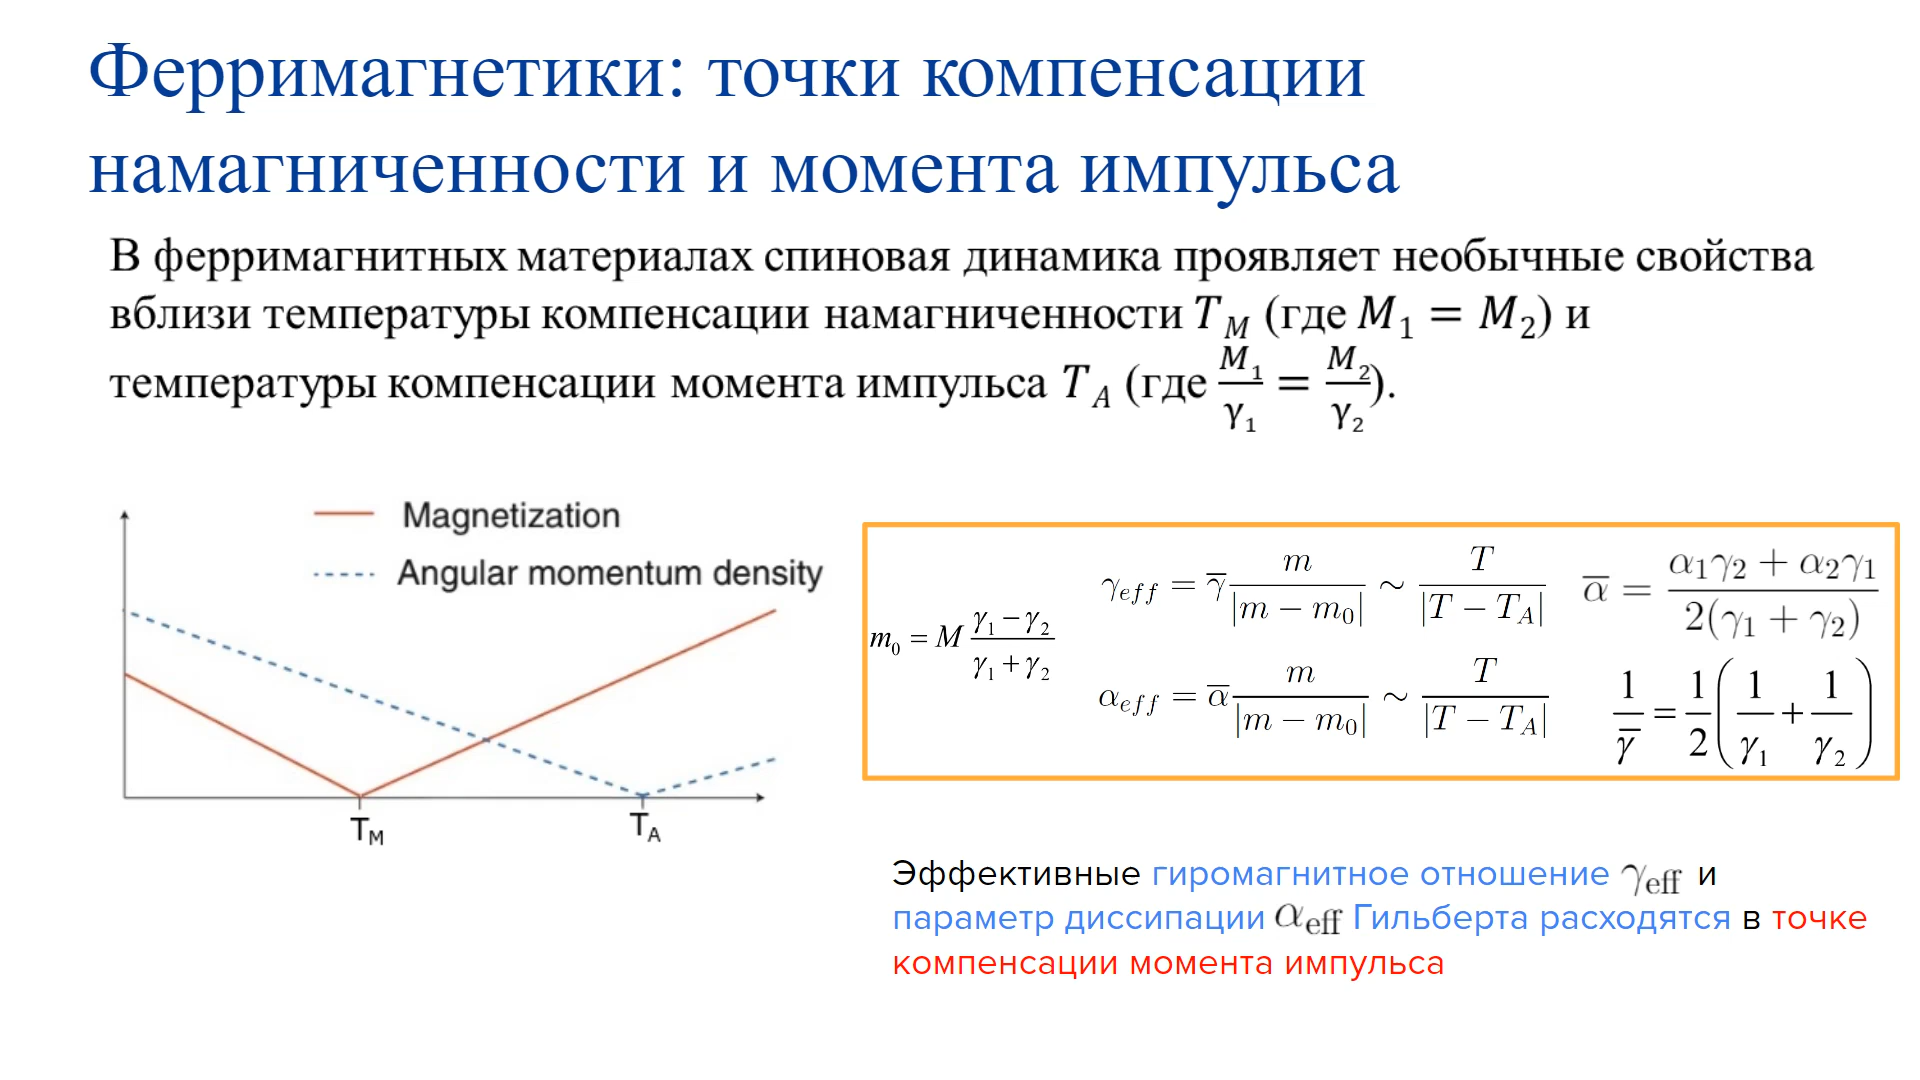 Ферримагнетики: точки компенсации
намагниченности и момента импульса
В ферримагнитных материалах спиновая динамика проявляет необычные свойства
вблизи температуры компенсации намагниченности T_M (где M_1 = M_2) и
температуры компенсации момента импульса T_A (где M_1/γ_1 = M_2/γ_2).
Magnetization
Angular momentum density
T_M
T_A
m_0 = M (γ_1 − γ_2)/(γ_1 + γ_2)
γ_eff = γ̅ m/|m − m_0| ∼ T/|T − T_A|
α̅ = (α_1γ_2 + α_2γ_1)/(2(γ_1 + γ_2))
α_eff = α̅ m/|m − m_0| ∼ T/|T − T_A|
1/γ̅ = 1/2 (1/γ_1 + 1/γ_2)
Эффективные гиромагнитное отношение γ_eff и
параметр диссипации α_eff Гильберта расходятся в точке
компенсации момента импульса